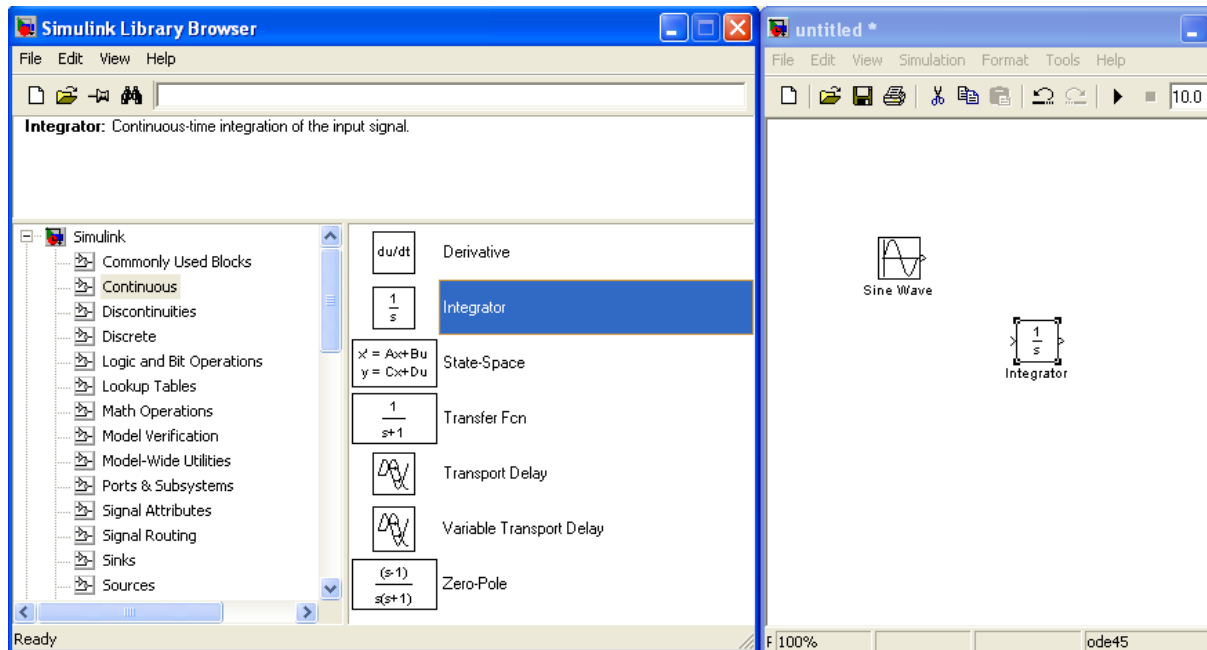 Simulink Library Browser
File Edit View Help
Integrator: Continuous-time integration of the input signal.
Simulink
Commonly Used Blocks
Continuous
Discontinuities
Discrete
Logic and Bit Operations
Lookup Tables
Math Operations
Model Verification
Model-Wide Utilities
Ports & Subsystems
Signal Attributes
Signal Routing
Sinks
Sources
du/dt Derivative
1
s
Integrator
x' = Ax+Bu
y = Cx+Du
State-Space
1
s+1
Transfer Fcn
Transport Delay
Variable Transport Delay
(s-1)
s(s+1)
Zero-Pole
Ready
untitled *
File Edit View Simulation Format Tools Help
10.0
Sine Wave
1
s
Integrator
F 100% ode45